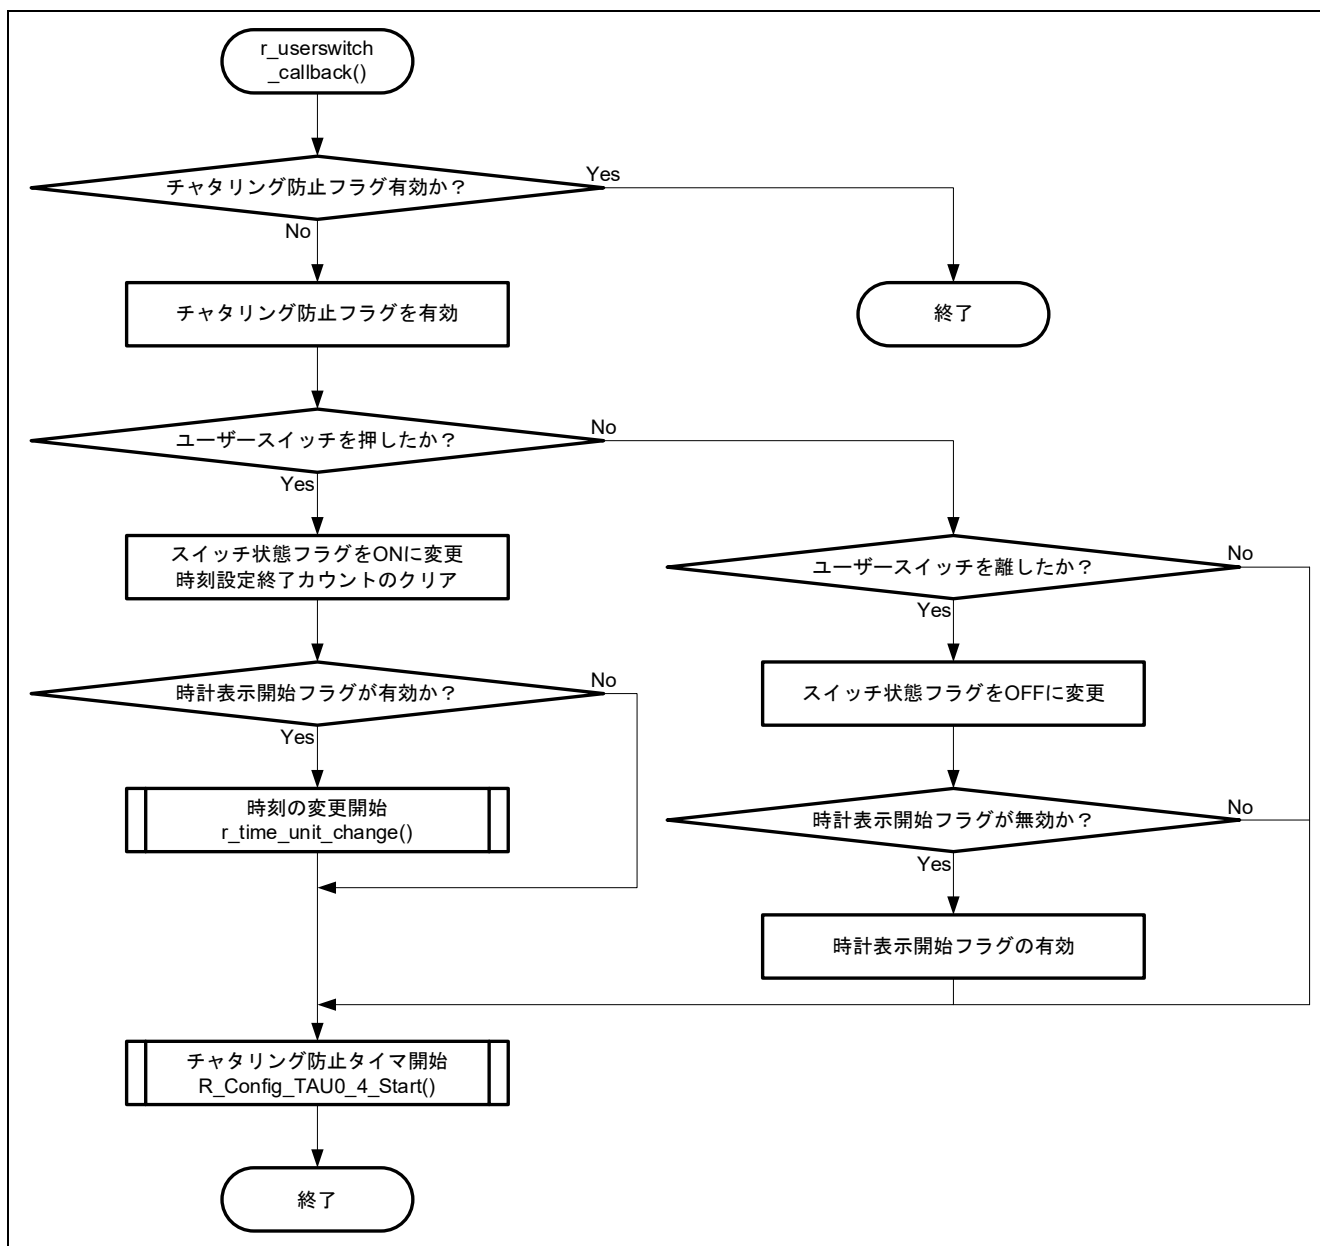 r_userswitch
_callback()
チャタリング防止フラグ有効か？
Yes
No
チャタリング防止フラグを有効
終了
ユーザースイッチを押したか？
No
Yes
スイッチ状態フラグをONに変更
時刻設定終了カウントのクリア
ユーザースイッチを離したか？
No
Yes
時計表示開始フラグが有効か？
No
Yes
スイッチ状態フラグをOFFに変更
時刻の変更開始
r_time_unit_change()
時計表示開始フラグが無効か？
No
Yes
時計表示開始フラグの有効
チャタリング防止タイマ開始
R_Config_TAU0_4_Start()
終了